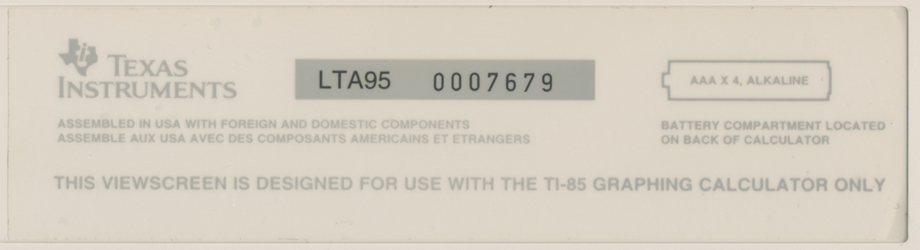 TEXAS
INSTRUMENTS
LTA95 0007679
AAA X 4, ALKALINE
ASSEMBLED IN USA WITH FOREIGN AND DOMESTIC COMPONENTS
ASSEMBLE AUX USA AVEC DES COMPOSANTS AMERICAINS ET ETRANGERS
BATTERY COMPARTMENT LOCATED
ON BACK OF CALCULATOR
THIS VIEWSCREEN IS DESIGNED FOR USE WITH THE TI-85 GRAPHING CALCULATOR ONLY